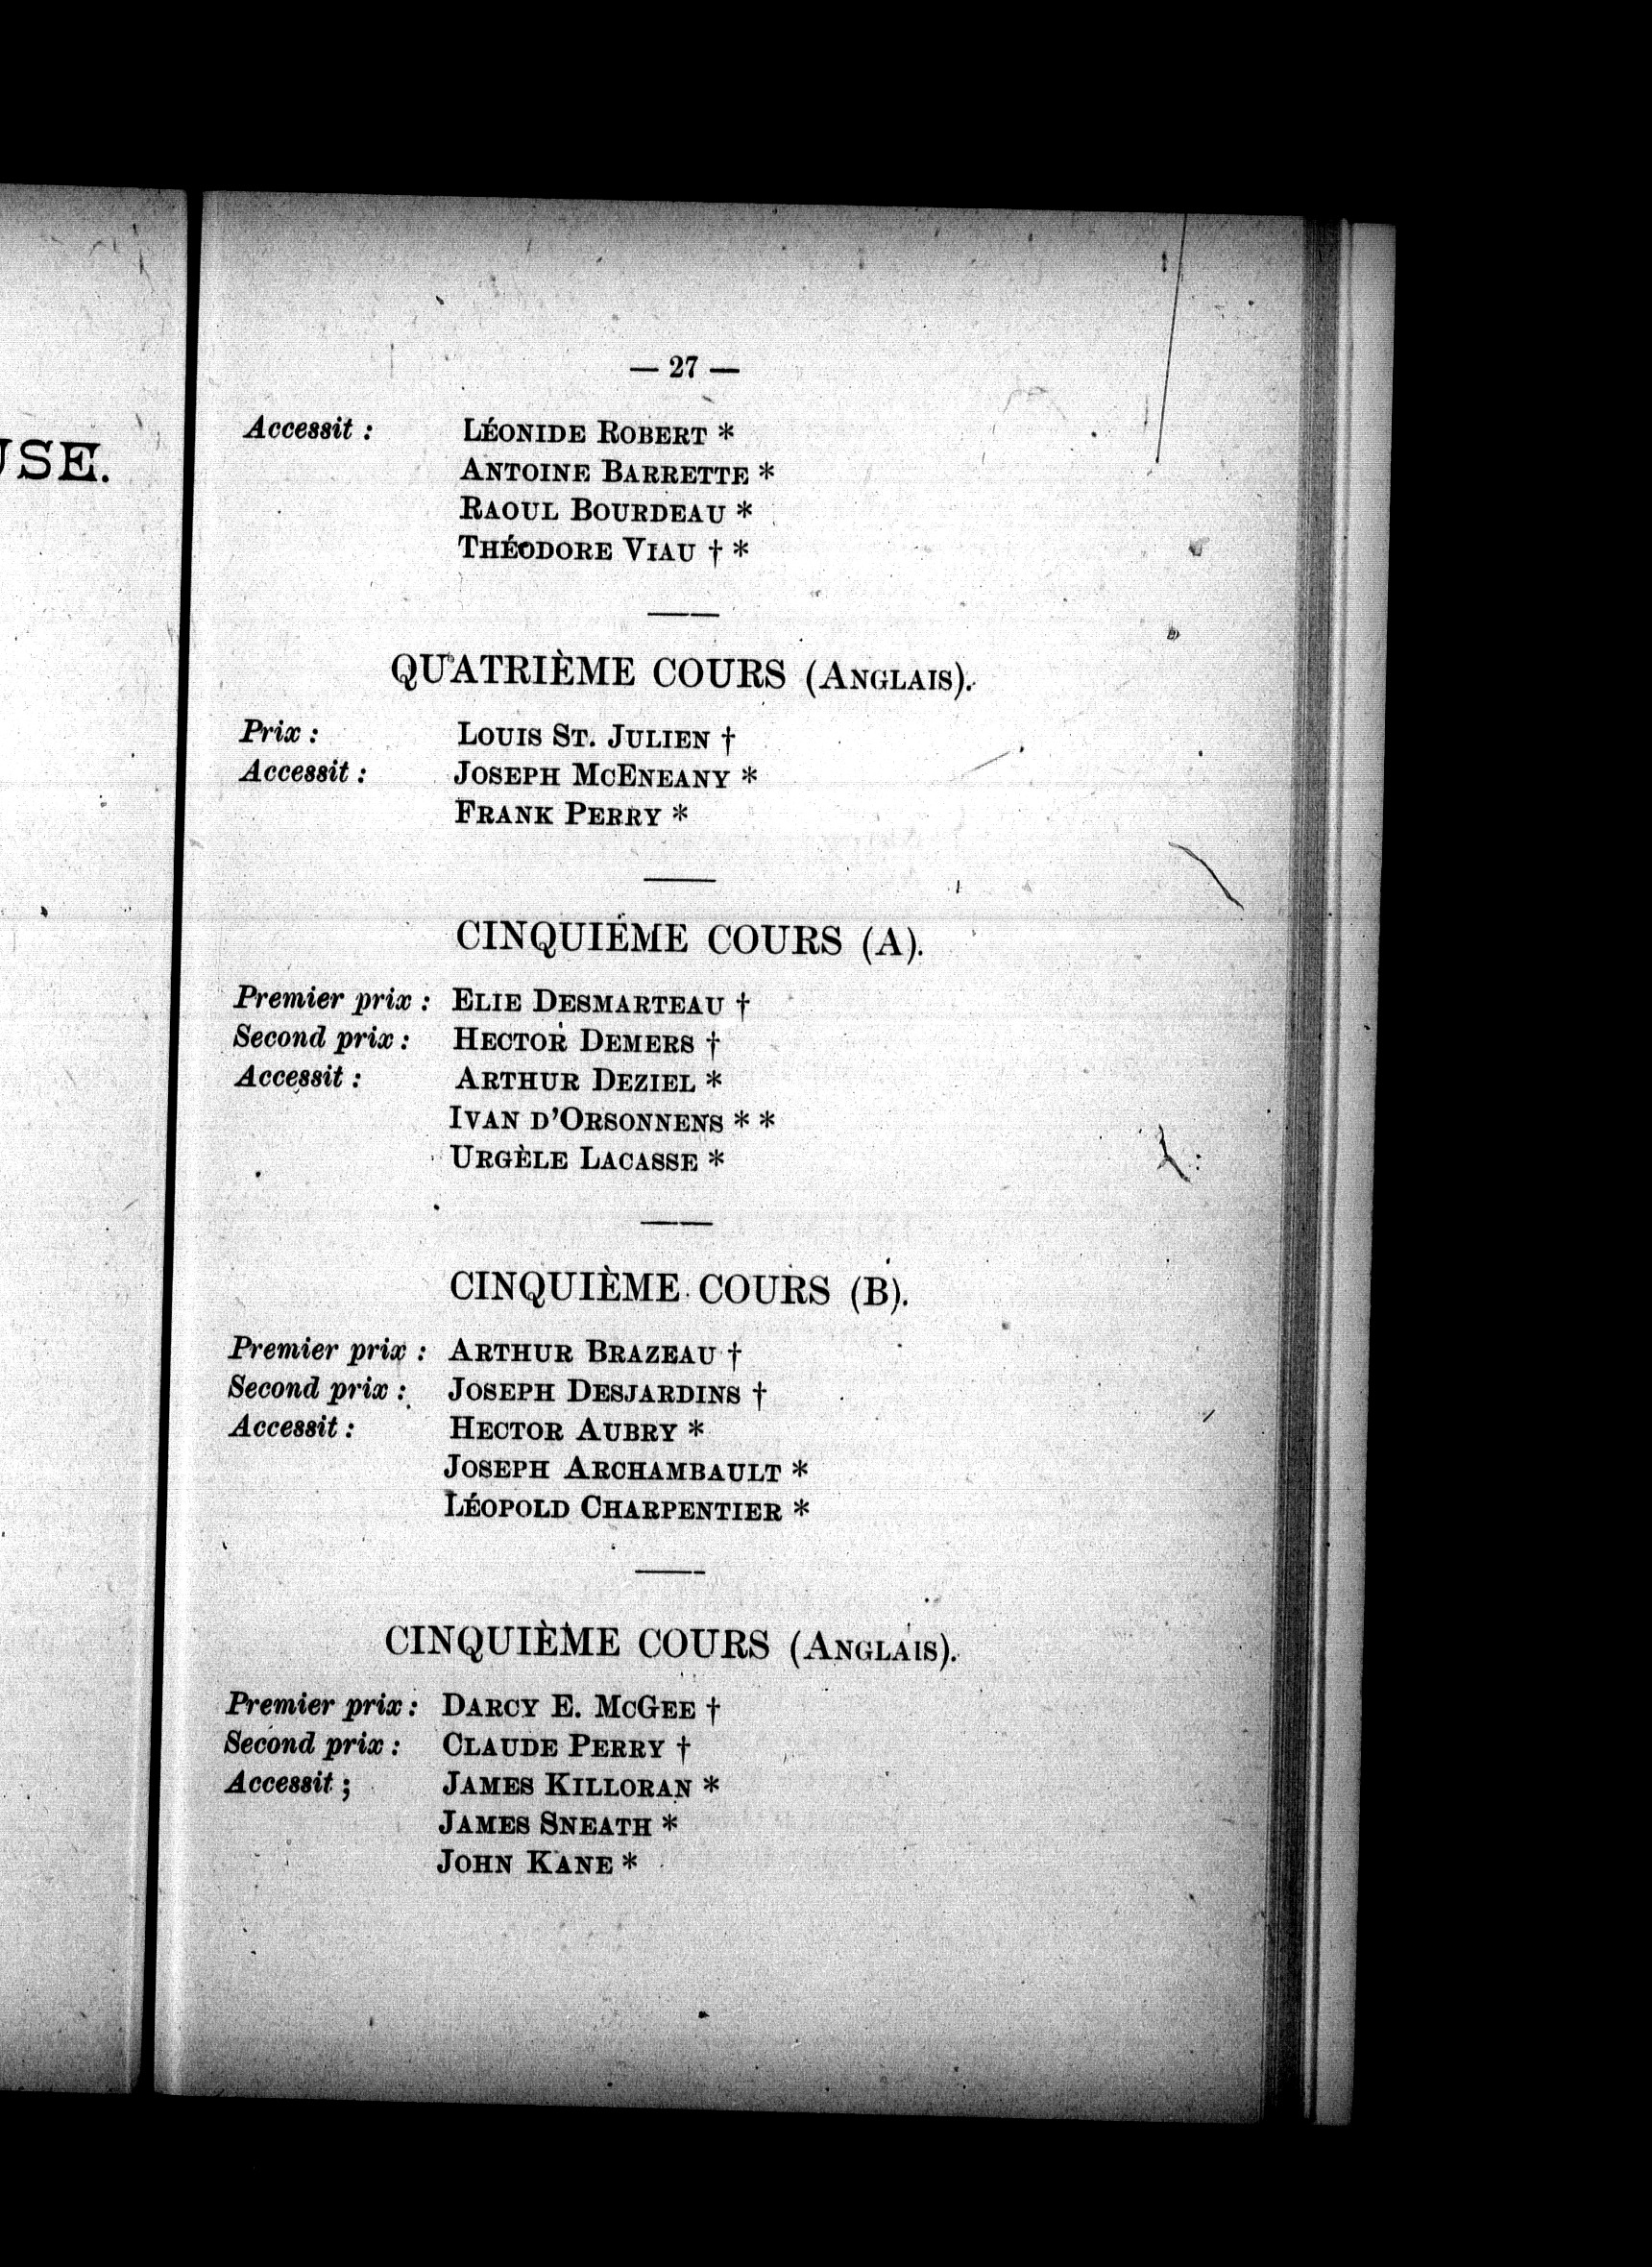 — 27 —
Accessit : LÉONIDE ROBERT *
ANTOINE BARRETTE *
RAOUL BOURDEAU *
THÉODORE VIAU † *
QUATRIÈME COURS (ANGLAIS).
Prix : LOUIS ST. JULIEN †
Accessit : JOSEPH MCENEANY *
FRANK PERRY *
CINQUIÉME COURS (A).
Premier prix : ELIE DESMARTEAU †
Second prix : HECTOR DEMERS †
Accessit : ARTHUR DEZIEL *
IVAN D'ORSONNENS * *
URGÈLE LACASSE *
CINQUIÈME COURS (B).
Premier prix : ARTHUR BRAZEAU †
Second prix : JOSEPH DESJARDINS †
Accessit : HECTOR AUBRY *
JOSEPH ARCHAMBAULT *
LÉOPOLD CHARPENTIER *
CINQUIÈME COURS (ANGLAIS).
Premier prix : DARCY E. MCGEE †
Second prix : CLAUDE PERRY †
Accessit ; JAMES KILLORAN *
JAMES SNEATH *
JOHN KANE *